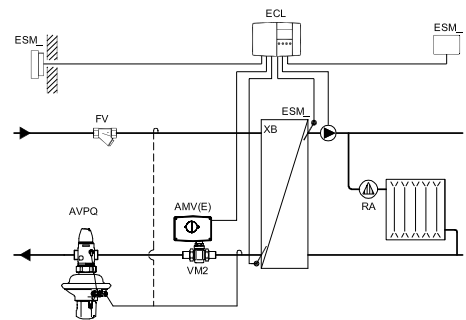 ECL
ESM_
ESM_
FV
XB
ESM_
RA
AVPQ
AMV(E)
VM2